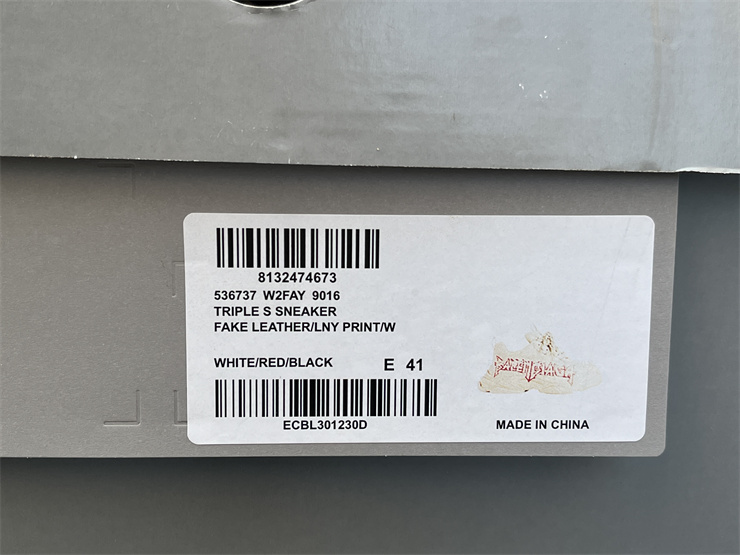 8132474673
536737 W2FAY 9016
TRIPLE S SNEAKER
FAKE LEATHER/LNY PRINT/W
WHITE/RED/BLACK E 41
ECBL301230D
MADE IN CHINA